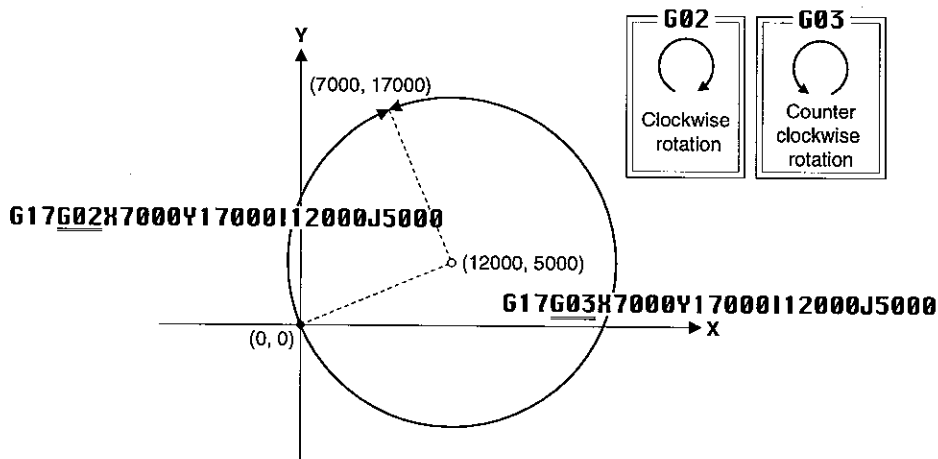 G02
Clockwise
rotation
G03
Counter
clockwise
rotation
Y
(7000, 17000)
G17G02X7000Y17000I12000J5000
(12000, 5000)
G17G03X7000Y17000I12000J5000
X
(0, 0)